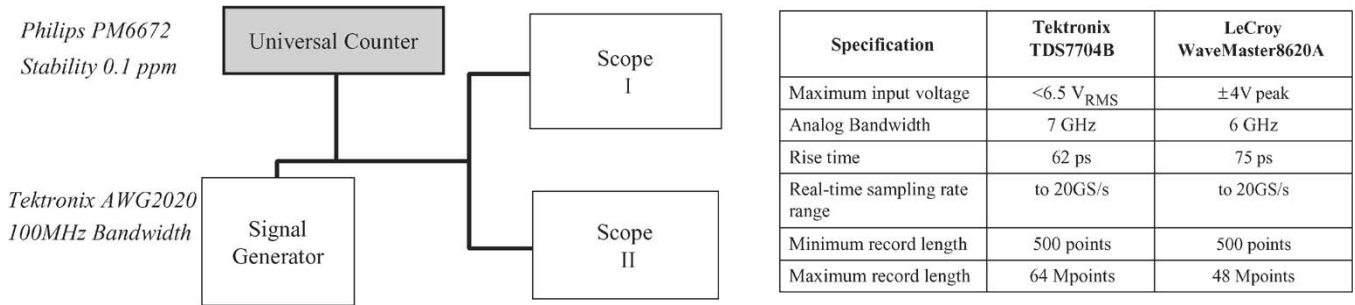 Philips PM6672
Stability 0.1 ppm
Universal Counter
Scope
I
Tektronix AWG2020
100MHz Bandwidth
Signal
Generator
Scope
II
Specification
Tektronix
TDS7704B
LeCroy
WaveMaster8620A
Maximum input voltage
<6.5 VRMS
±4V peak
Analog Bandwidth
7 GHz
6 GHz
Rise time
62 ps
75 ps
Real-time sampling rate
range
to 20GS/s
to 20GS/s
Minimum record length
500 points
500 points
Maximum record length
64 Mpoints
48 Mpoints